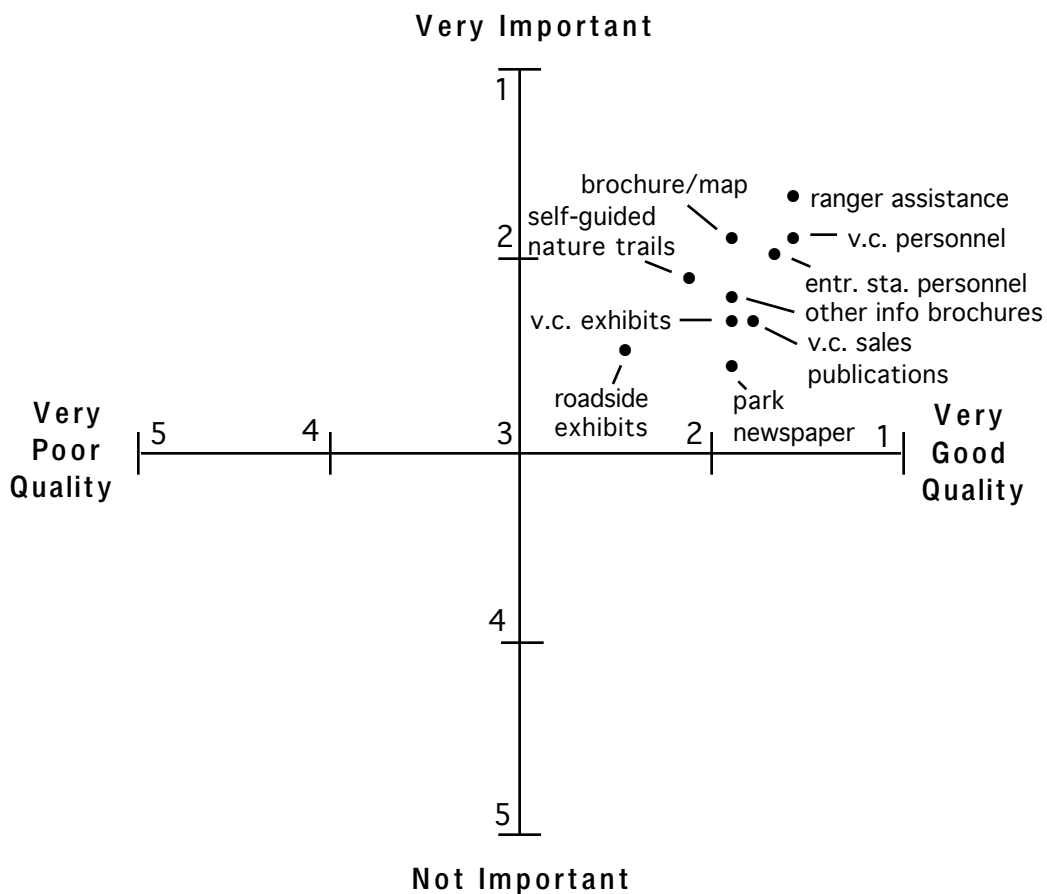 Very Important
1
brochure/map
ranger assistance
self-guided
nature trails
2
v.c. personnel
entr. sta. personnel
other info brochures
v.c. exhibits
v.c. sales
publications
roadside
exhibits
park
newspaper
Very
Poor
Quality
5
4
3
2
1
Very
Good
Quality
4
5
Not Important